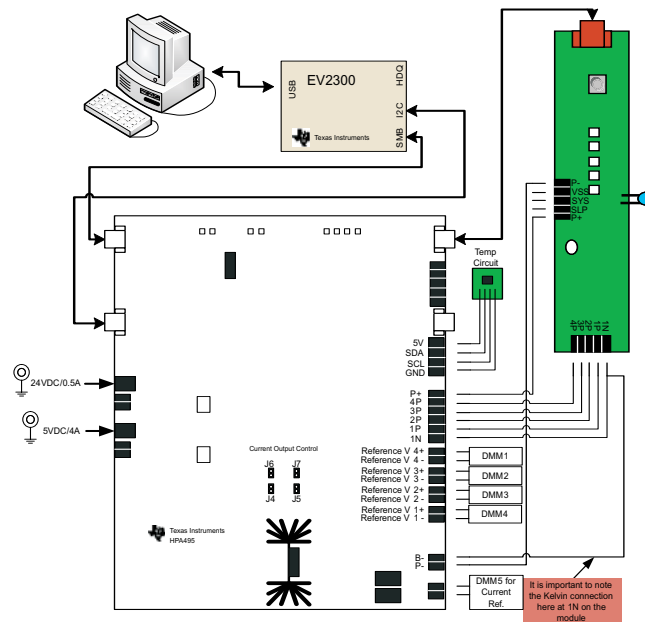 EV2300
USB
HDQ
I2C
SMB
Texas Instruments
P-
VSS
SYS
SLP
P+
4P
3P
2P
1P
1N
Temp
Circuit
5V
SDA
SCL
GND
24VDC/0.5A
5VDC/4A
P+
4P
3P
2P
1P
1N
Current Output Control
J6
J7
J4
J5
Reference V 4+
Reference V 4 -
Reference V 3+
Reference V 3 -
Reference V 2+
Reference V 2 -
Reference V 1+
Reference V 1 -
DMM1
DMM2
DMM3
DMM4
Texas Instruments
HPA495
B-
P-
DMM5 for
Current
Ref.
It is important to note
the Kelvin connection
here at 1N on the
module